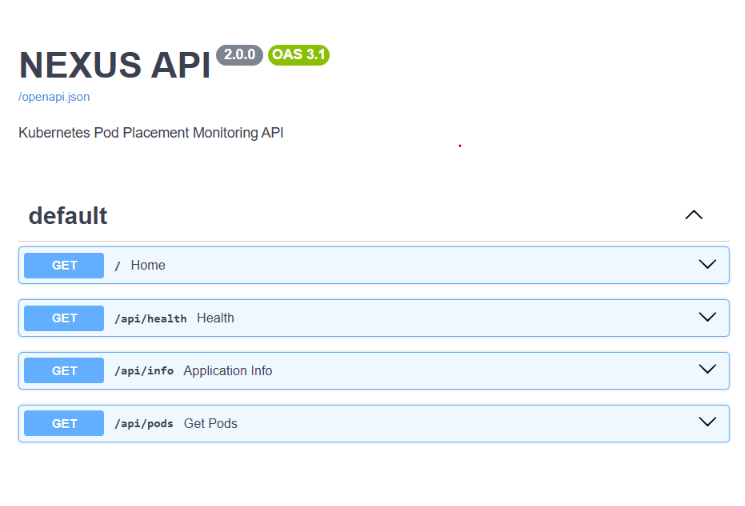 NEXUS API 2.0.0 OAS 3.1
/openapi.json
Kubernetes Pod Placement Monitoring API
default
GET / Home
GET /api/health Health
GET /api/info Application Info
GET /api/pods Get Pods